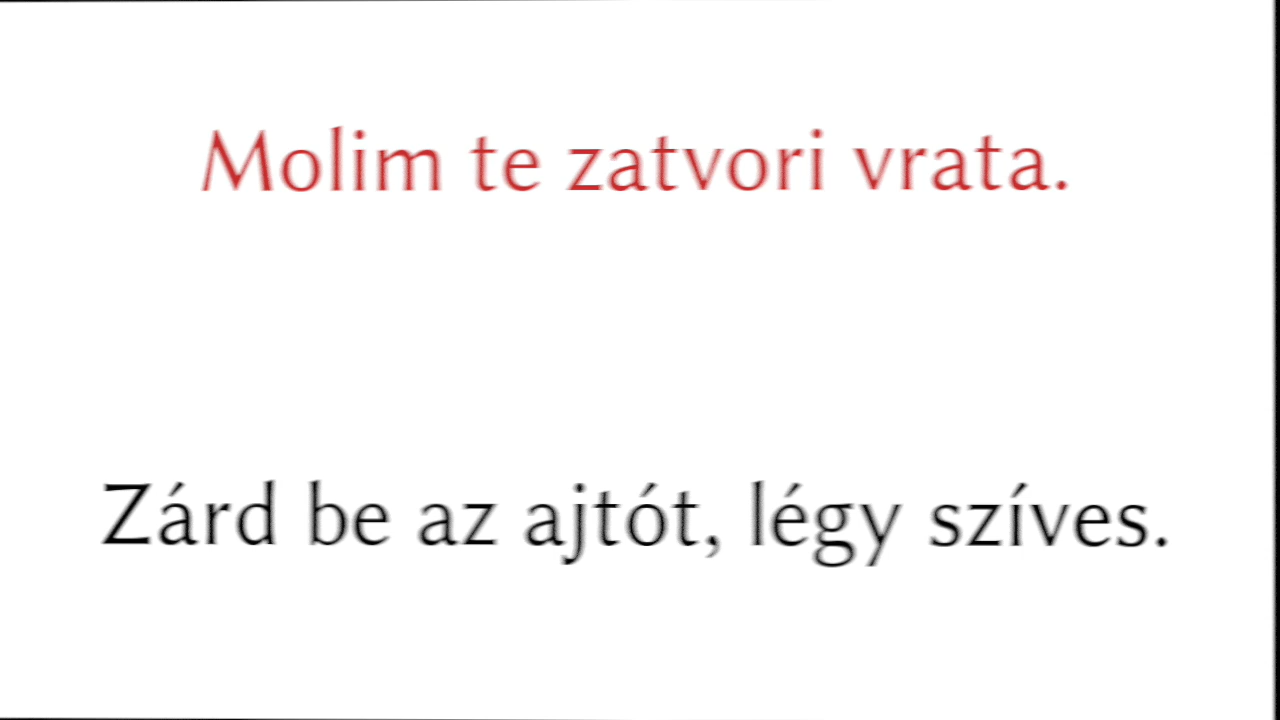 Molim te zatvori vrata.
Zárd be az ajtót, légy szíves.